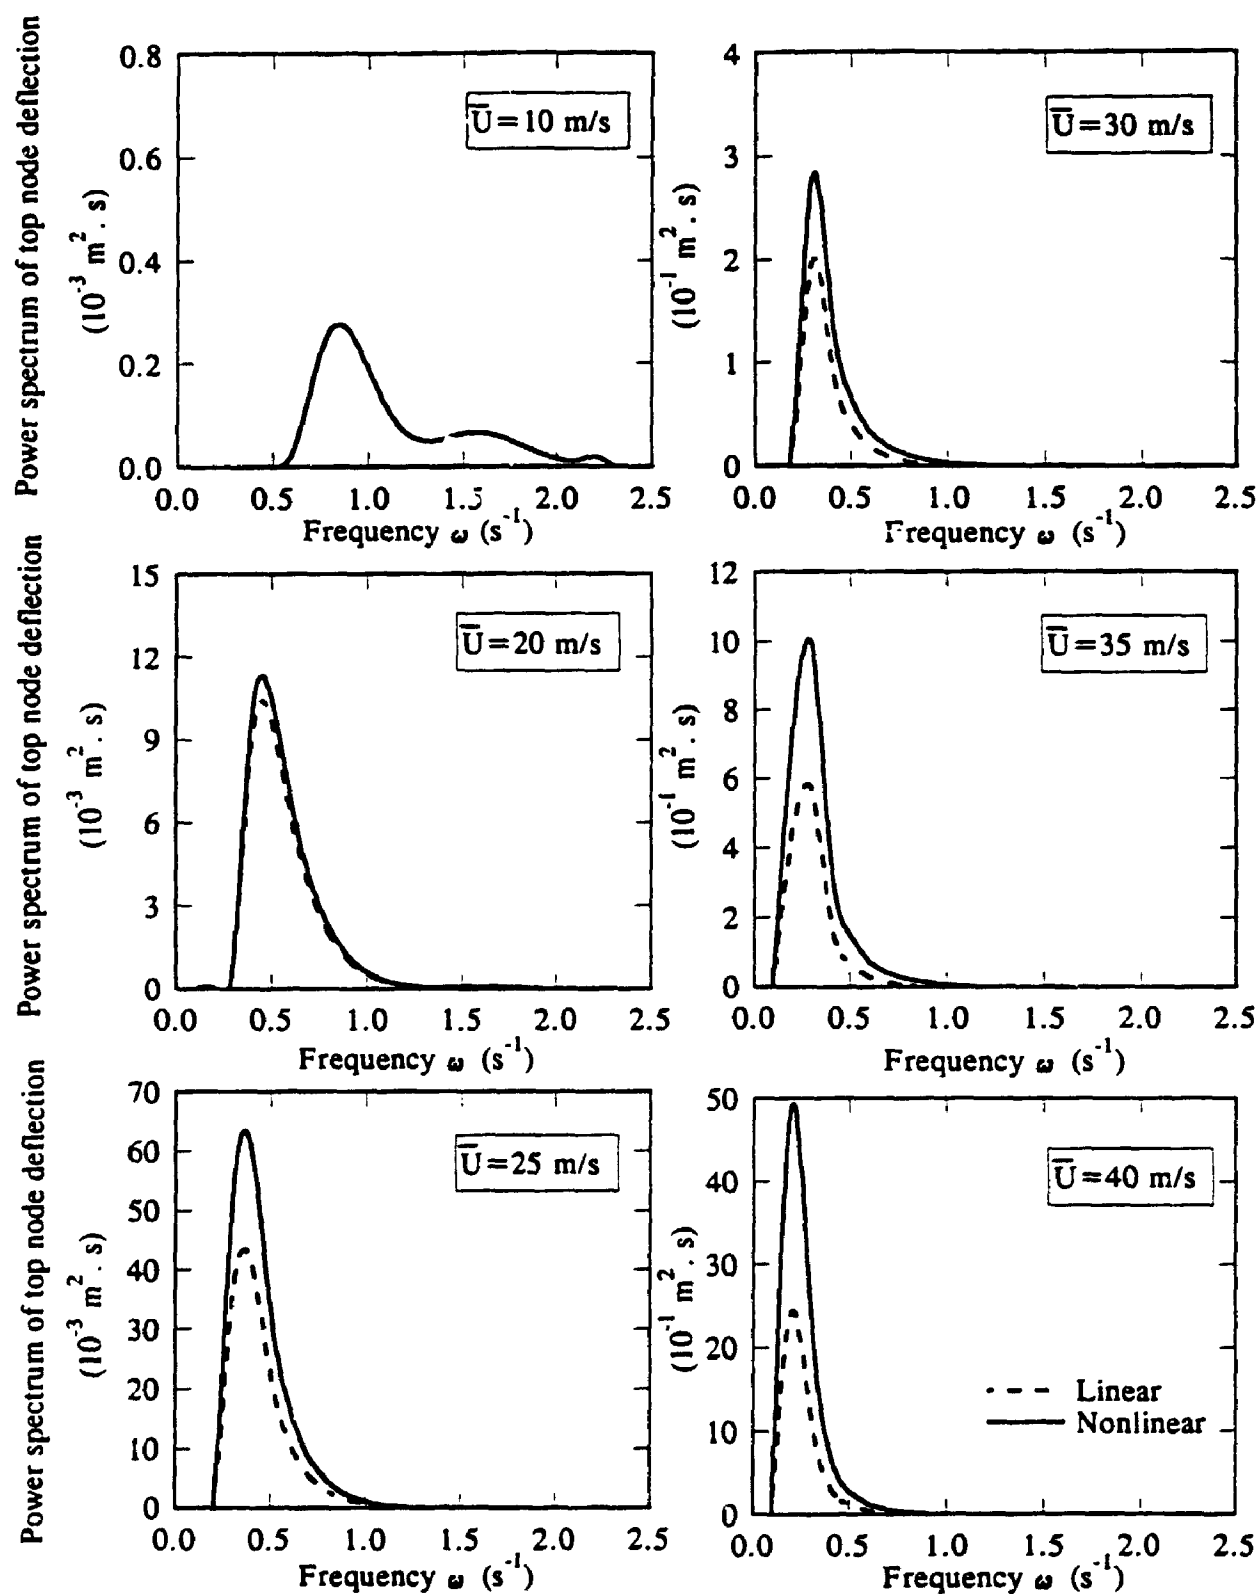 Power spectrum of top node deflection
(10⁻³ m². s)
0.8
0.6
0.4
0.2
0.0
0.0 0.5 1.0 1.5 2.0 2.5
Frequency ω (s⁻¹)
U̅=10 m/s
(10⁻¹ m². s)
4
3
2
1
0
0.0 0.5 1.0 1.5 2.0 2.5
Frequency ω (s⁻¹)
U̅=30 m/s
Power spectrum of top node deflection
(10⁻³ m². s)
15
12
9
6
3
0
0.0 0.5 1.0 1.5 2.0 2.5
Frequency ω (s⁻¹)
U̅=20 m/s
(10⁻¹ m². s)
12
10
8
6
4
2
0
0.0 0.5 1.0 1.5 2.0 2.5
Frequency ω (s⁻¹)
U̅=35 m/s
Power spectrum of top node deflection
(10⁻³ m². s)
70
60
50
40
30
20
10
0
0.0 0.5 1.0 1.5 2.0 2.5
Frequency ω (s⁻¹)
U̅=25 m/s
(10⁻¹ m². s)
50
40
30
20
10
0
0.0 0.5 1.0 1.5 2.0 2.5
Frequency ω (s⁻¹)
U̅=40 m/s
Linear
Nonlinear